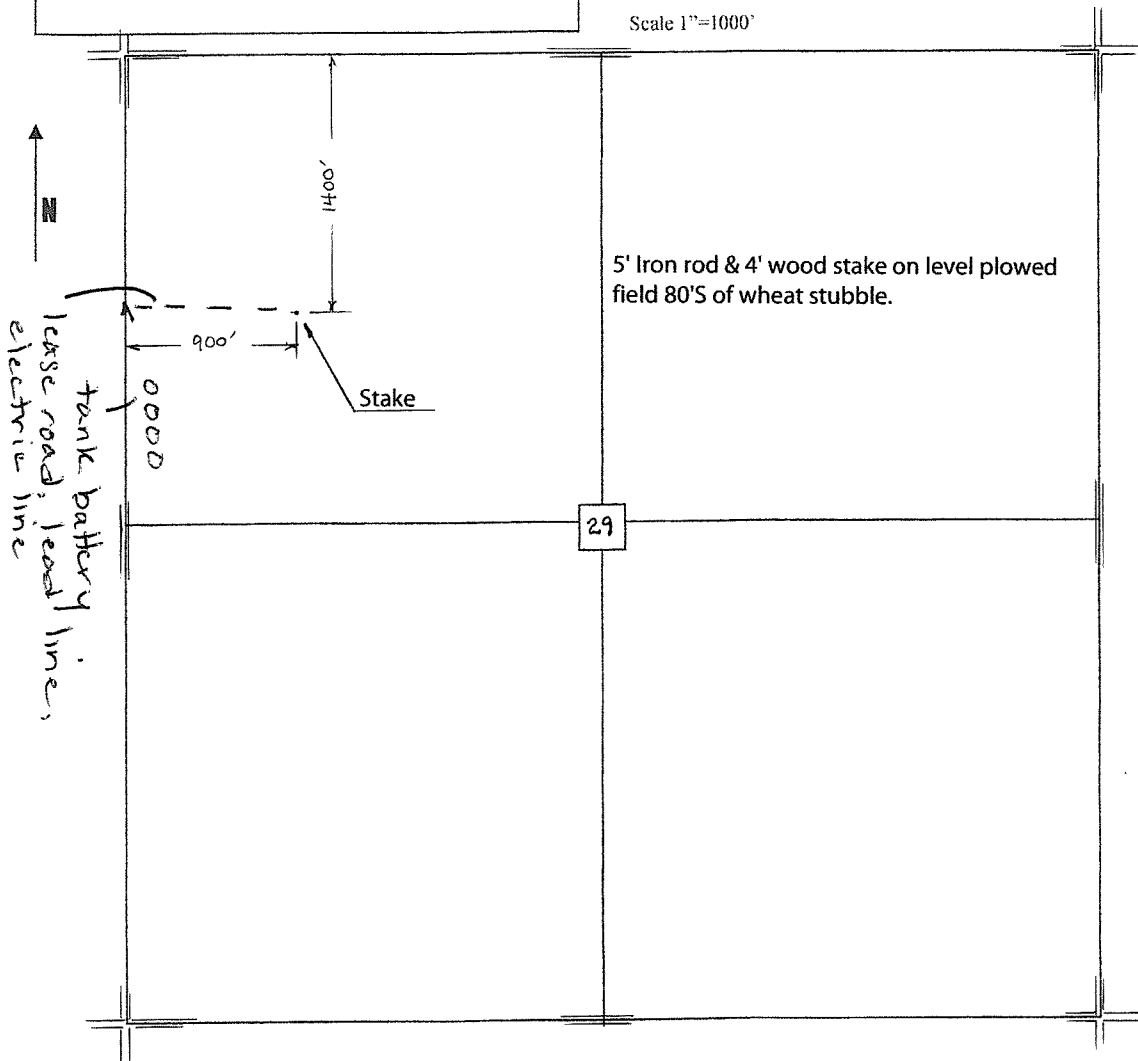 Scale 1"=1000'
1400'
N
5' Iron rod & 4' wood stake on level plowed
field 80'S of wheat stubble.
900'
Stake
0000
tank battery
lease road, lead line,
electric line
29